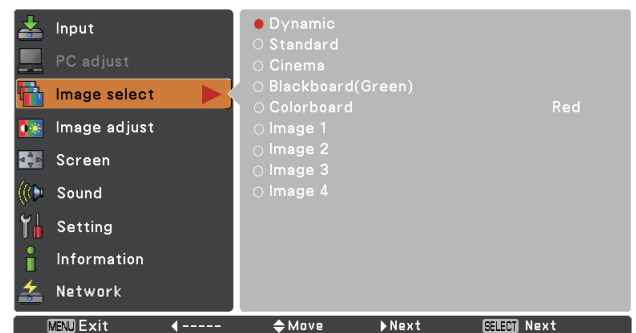 Input
PC adjust
Image select
Image adjust
Screen
Sound
Setting
Information
Network
Dynamic
Standard
Cinema
Blackboard(Green)
Colorboard Red
Image 1
Image 2
Image 3
Image 4
MENU Exit ----- Move Next SELECT Next